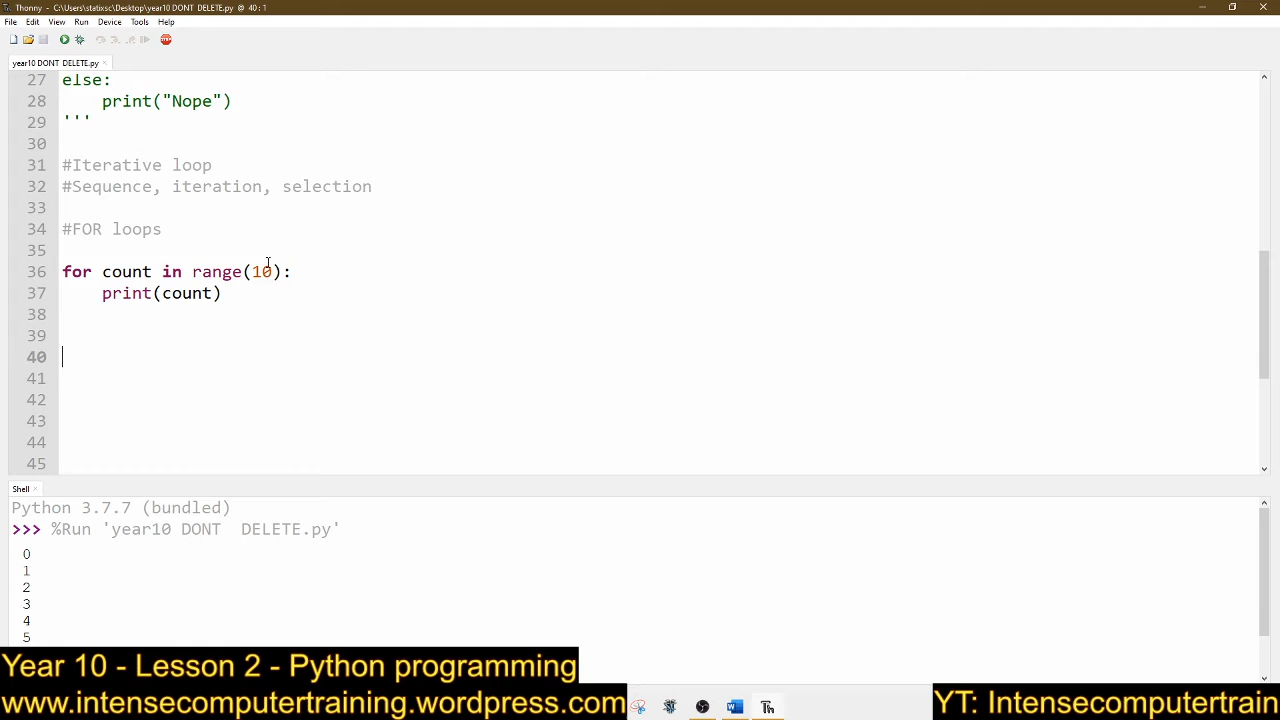 Thonny - C:\Users\statisc\Desktop\year10 DONT DELETE.py @ 40:1
File Edit View Run Device Tools Help
year10 DONT DELETE.py
27 else:
28 print("Nope")
29 '''
30
31 #Iterative loop
32 #Sequence, iteration, selection
33
34 #FOR loops
35
36 for count in range(10):
37 print(count)
38
39
40
41
42
43
44
45
Shell
Python 3.7.7 (bundled)
>>> %Run 'year10 DONT  DELETE.py'
0
1
2
3
4
5
Year 10 - Lesson 2 - Python programming
www.intensecomputertraining.wordpress.com
YT: Intensecomputertrain